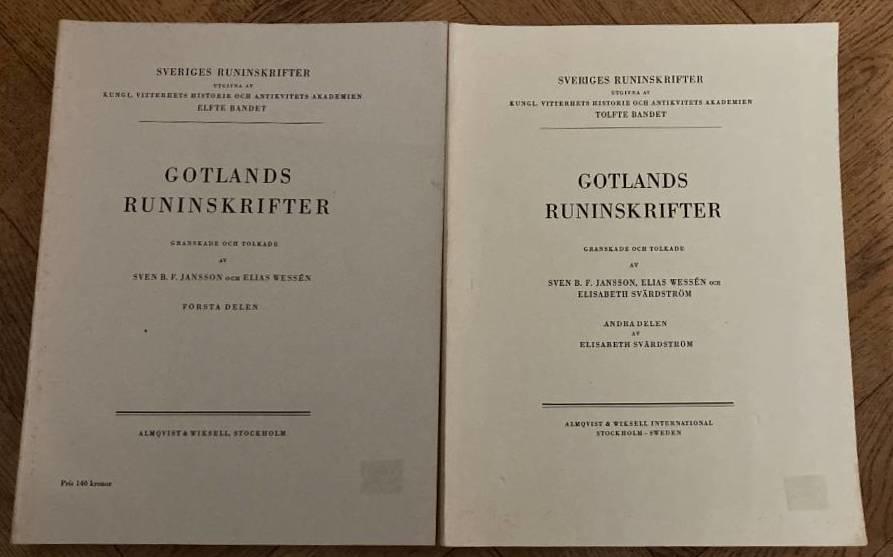 SVERIGES RUNINSKRIFTER
UTGIVNA AV
KUNGL. VITTERHETS HISTORIE OCH ANTIKVITETS AKADEMIEN
ELFTE BANDET
GOTLANDS
RUNINSKRIFTER
GRANSKADE OCH TOLKADE
AV
SVEN B. F. JANSSON OCH ELIAS WESSÉN
FÖRSTA DELEN
ALMQVIST & WIKSELL, STOCKHOLM
Pris 140 kronor
SVERIGES RUNINSKRIFTER
UTGIVNA AV
KUNGL. VITTERHETS HISTORIE OCH ANTIKVITETS AKADEMIEN
TOLFTE BANDET
GOTLANDS
RUNINSKRIFTER
GRANSKADE OCH TOLKADE
AV
SVEN B. F. JANSSON, ELIAS WESSÉN OCH
ELISABETH SVÄRDSTRÖM
ANDRA DELEN
AV
ELISABETH SVÄRDSTRÖM
ALMQVIST & WIKSELL INTERNATIONAL
STOCKHOLM – SWEDEN